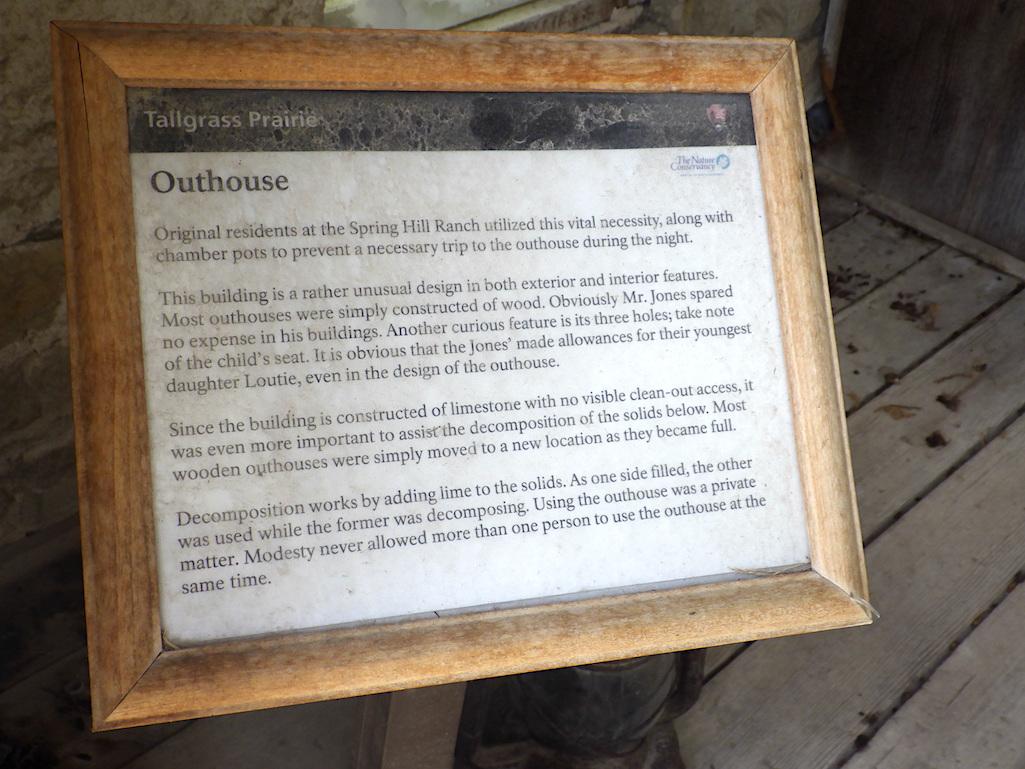 Tallgrass Prairie
The Nature
Conservancy
Outhouse
Original residents at the Spring Hill Ranch utilized this vital necessity, along with
chamber pots to prevent a necessary trip to the outhouse during the night.
This building is a rather unusual design in both exterior and interior features.
Most outhouses were simply constructed of wood. Obviously Mr. Jones spared
no expense in his buildings. Another curious feature is its three holes; take note
of the child's seat. It is obvious that the Jones' made allowances for their youngest
daughter Loutie, even in the design of the outhouse.
Since the building is constructed of limestone with no visible clean-out access, it
was even more important to assist the decomposition of the solids below. Most
wooden outhouses were simply moved to a new location as they became full.
Decomposition works by adding lime to the solids. As one side filled, the other
was used while the former was decomposing. Using the outhouse was a private
matter. Modesty never allowed more than one person to use the outhouse at the
same time.